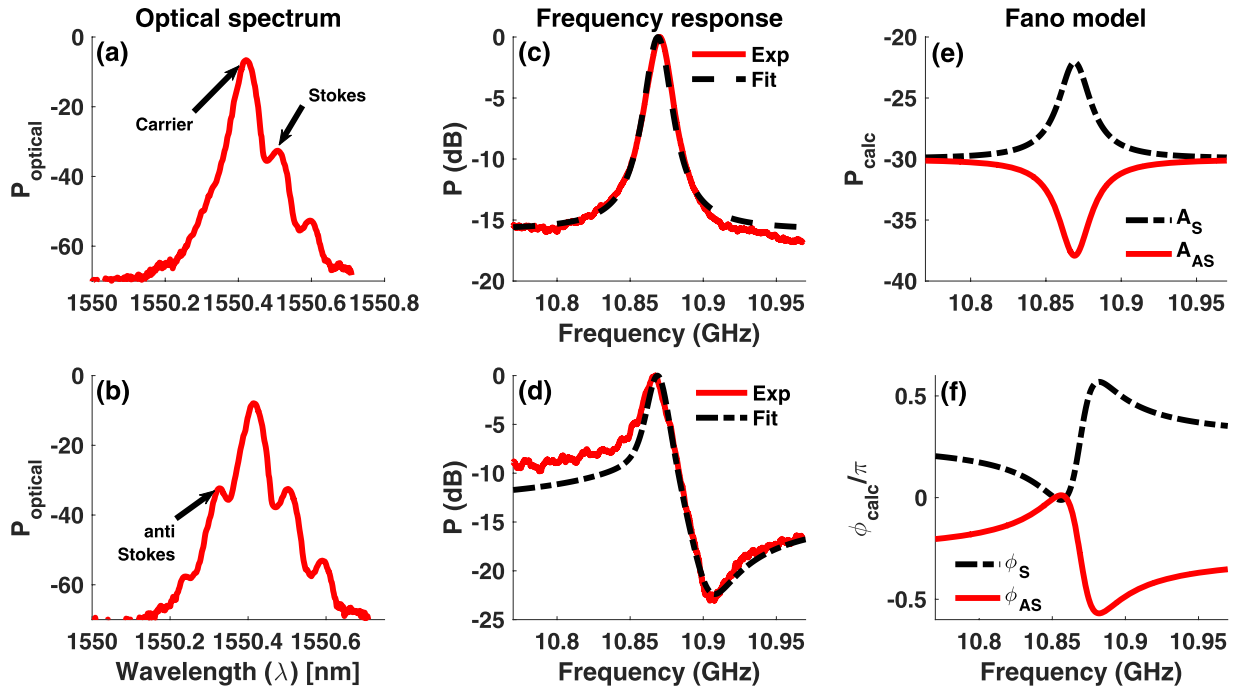 Optical spectrum
Frequency response
Fano model
(a)
0
-20
-40
-60
P_optical
Carrier
Stokes
1550
1550.2
1550.4
1550.6
1550.8
(c)
0
-5
-10
-15
-20
P (dB)
Exp
Fit
10.8
10.85
10.9
10.95
Frequency (GHz)
(e)
-20
-25
-30
-35
-40
P_calc
A_S
A_AS
10.8
10.85
10.9
10.95
(b)
0
-20
-40
-60
P_optical
anti
Stokes
1550
1550.2
1550.4
1550.6
Wavelength (λ) [nm]
(d)
0
-5
-10
-15
-20
-25
P (dB)
Exp
Fit
10.8
10.85
10.9
10.95
Frequency (GHz)
(f)
0.5
0
-0.5
ϕ_calc/π
ϕ_S
ϕ_AS
10.8
10.85
10.9
10.95
Frequency (GHz)